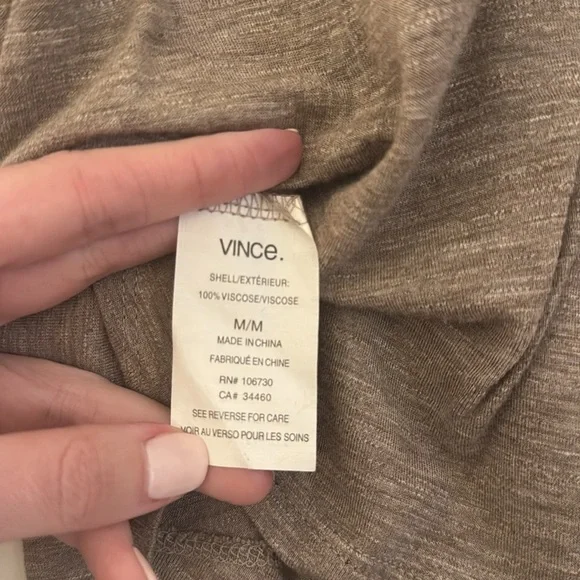 VINCE.
SHELL/EXTÉRIEUR:
100% VISCOSE/VISCOSE
M/M
MADE IN CHINA
FABRIQUÉ EN CHINE
RN# 106730
CA# 34460
SEE REVERSE FOR CARE
VOIR AU VERSO POUR LES SOINS